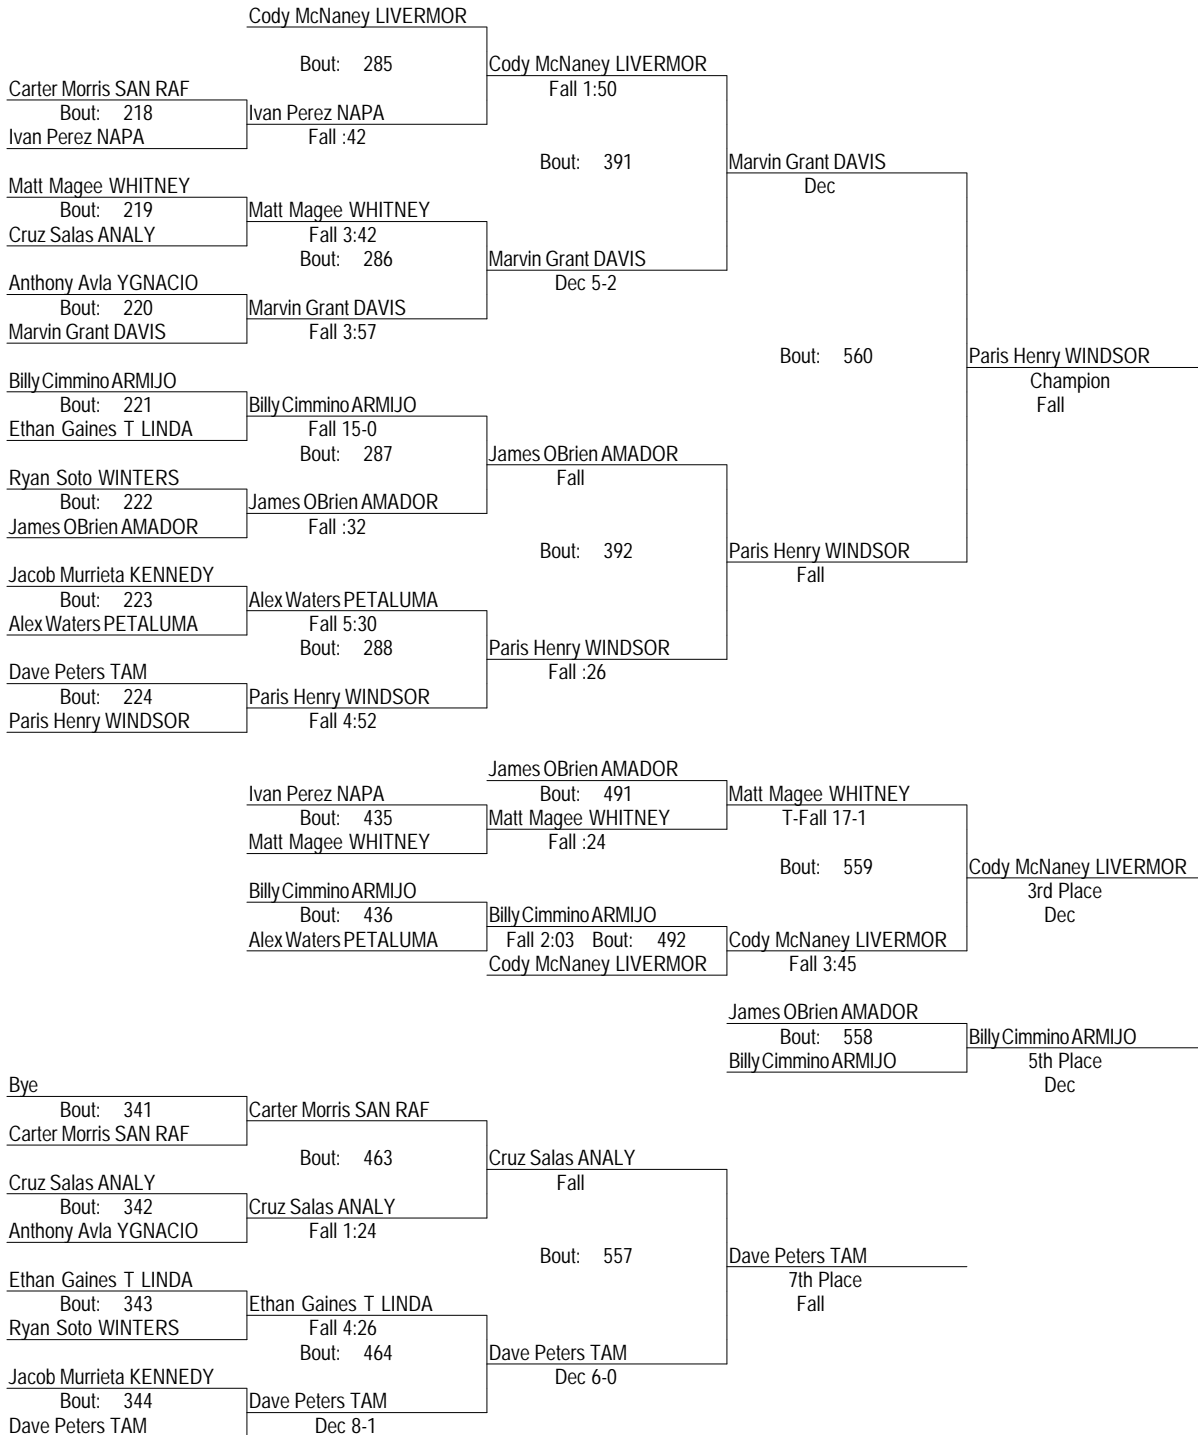 Cody McNaney LIVERMOR
Bout: 285
Cody McNaney LIVERMOR
Fall 1:50
Carter Morris SAN RAF
Bout: 218
Ivan Perez NAPA
Ivan Perez NAPA
Fall :42
Bout: 391
Marvin Grant DAVIS
Dec
Matt Magee WHITNEY
Bout: 219
Cruz Salas ANALY
Matt Magee WHITNEY
Fall 3:42
Bout: 286
Marvin Grant DAVIS
Dec 5-2
Anthony Avla YGNACIO
Bout: 220
Marvin Grant DAVIS
Marvin Grant DAVIS
Fall 3:57
Bout: 560
Paris Henry WINDSOR
Champion
Fall
Billy Cimmino ARMIJO
Bout: 221
Ethan Gaines T LINDA
Billy Cimmino ARMIJO
Fall 15-0
Bout: 287
James OBrien AMADOR
Fall
Ryan Soto WINTERS
Bout: 222
James OBrien AMADOR
James OBrien AMADOR
Fall :32
Bout: 392
Paris Henry WINDSOR
Fall
Jacob Murrieta KENNEDY
Bout: 223
Alex Waters PETALUMA
Alex Waters PETALUMA
Fall 5:30
Bout: 288
Paris Henry WINDSOR
Fall :26
Dave Peters TAM
Bout: 224
Paris Henry WINDSOR
Paris Henry WINDSOR
Fall 4:52
James OBrien AMADOR
Bout: 491
Matt Magee WHITNEY
T-Fall 17-1
Ivan Perez NAPA
Bout: 435
Matt Magee WHITNEY
Matt Magee WHITNEY
Fall :24
Bout: 559
Cody McNaney LIVERMOR
3rd Place
Dec
Billy Cimmino ARMIJO
Bout: 436
Alex Waters PETALUMA
Billy Cimmino ARMIJO
Fall 2:03 Bout: 492
Cody McNaney LIVERMOR
Cody McNaney LIVERMOR
Fall 3:45
James OBrien AMADOR
Bout: 558
Billy Cimmino ARMIJO
Billy Cimmino ARMIJO
5th Place
Dec
Bye
Bout: 341
Carter Morris SAN RAF
Carter Morris SAN RAF
Bout: 463
Cruz Salas ANALY
Fall
Cruz Salas ANALY
Bout: 342
Anthony Avla YGNACIO
Cruz Salas ANALY
Fall 1:24
Bout: 557
Dave Peters TAM
7th Place
Fall
Ethan Gaines T LINDA
Bout: 343
Ryan Soto WINTERS
Ethan Gaines T LINDA
Fall 4:26
Bout: 464
Dave Peters TAM
Dec 6-0
Jacob Murrieta KENNEDY
Bout: 344
Dave Peters TAM
Dave Peters TAM
Dec 8-1